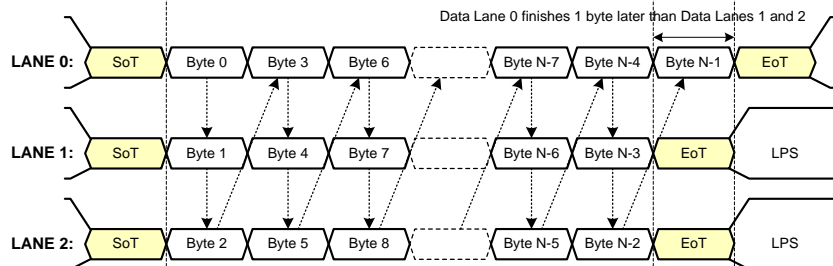 Data Lane 0 finishes 1 byte later than Data Lanes 1 and 2
LANE 0: SoT Byte 0 Byte 3 Byte 6 Byte N-7 Byte N-4 Byte N-1 EoT
LANE 1: SoT Byte 1 Byte 4 Byte 7 Byte N-6 Byte N-3 EoT LPS
LANE 2: SoT Byte 2 Byte 5 Byte 8 Byte N-5 Byte N-2 EoT LPS